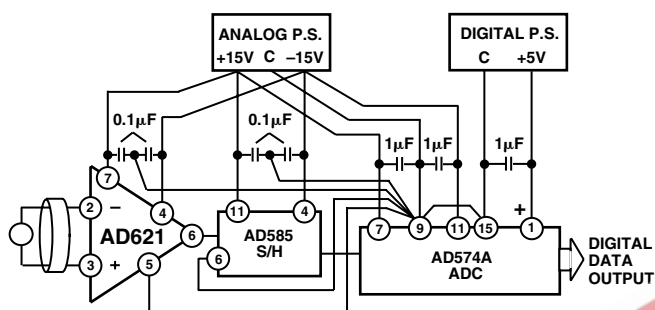 ANALOG P.S.
+15V C –15V
DIGITAL P.S.
C +5V
0.1μF
0.1μF
1μF
1μF
1μF
7
2
–
4
AD621
6
3
+
5
11
4
AD585
S/H
6
7
9
11
15
+
1
AD574A
ADC
DIGITAL
DATA
OUTPUT